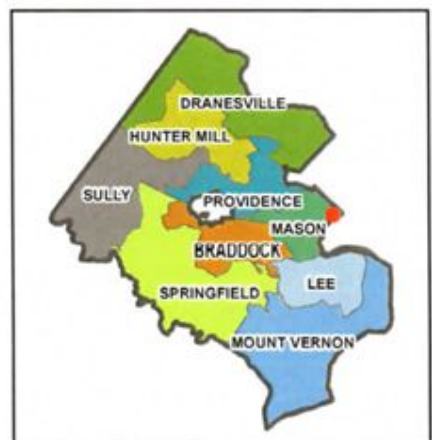 DRANESVILLE
HUNTER MILL
SULLY
PROVIDENCE
MASON
BRADDOCK
LEE
SPRINGFIELD
MOUNT VERNON